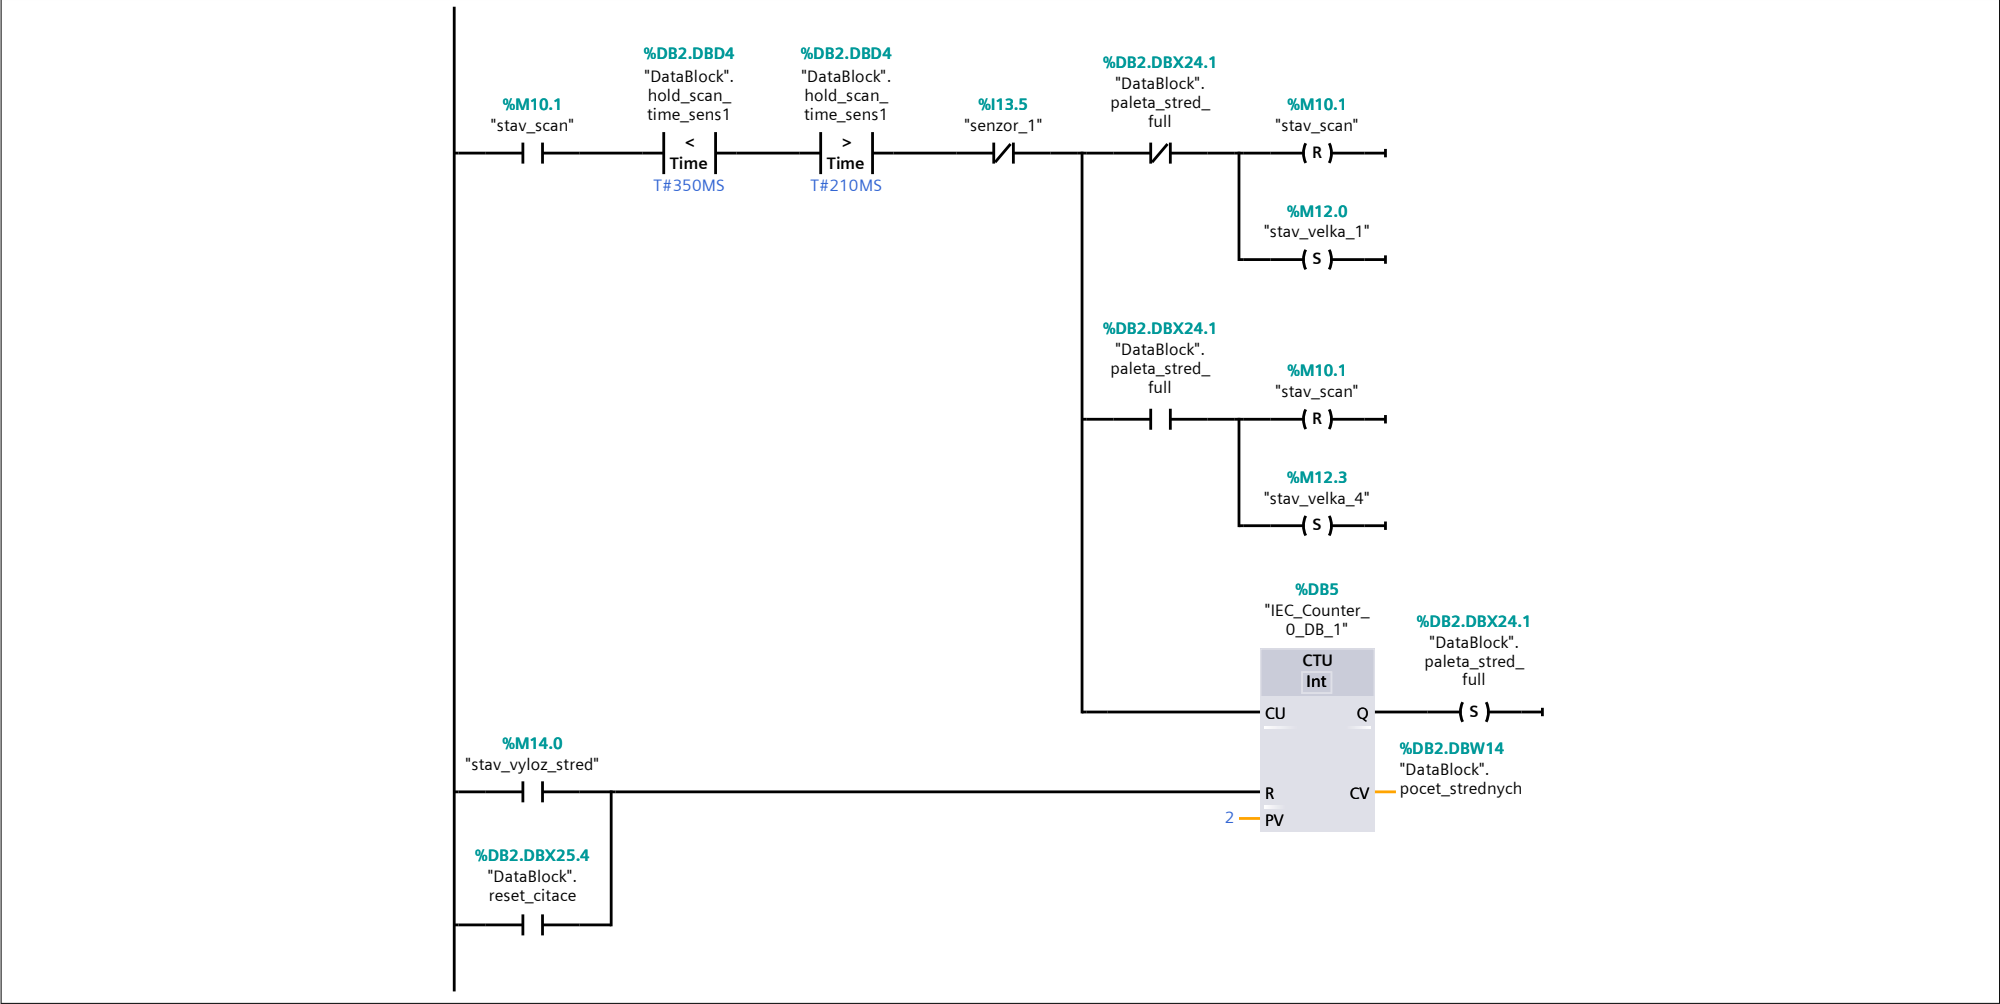 %DB2.DBD4
"DataBlock".
hold_scan_
time_sens1
%DB2.DBD4
"DataBlock".
hold_scan_
time_sens1
%DB2.DBX24.1
"DataBlock".
paleta_stred_
full
%M10.1
"stav_scan"
%I13.5
"senzor_1"
%M10.1
"stav_scan"
<
Time
T#350MS
>
Time
T#210MS
R
%M12.0
"stav_velka_1"
S
%DB2.DBX24.1
"DataBlock".
paleta_stred_
full
%M10.1
"stav_scan"
R
%M12.3
"stav_velka_4"
S
%DB5
"IEC_Counter_
0_DB_1"
%DB2.DBX24.1
"DataBlock".
paleta_stred_
full
CTU
Int
CU
Q
S
%M14.0
"stav_vyloz_stred"
%DB2.DBW14
"DataBlock".
pocet_strednych
R
CV
2
PV
%DB2.DBX25.4
"DataBlock".
reset_citace